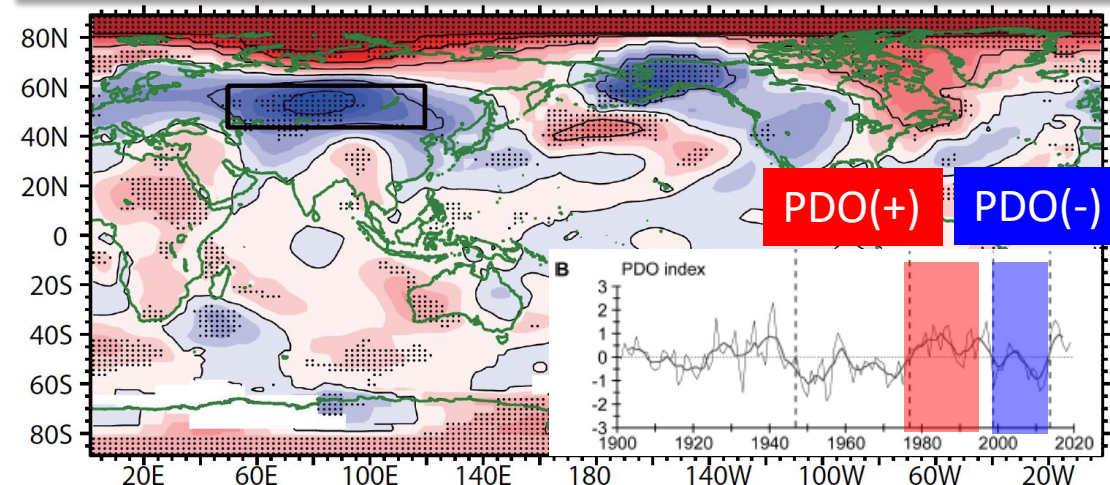 80N
60N
40N
20N
0
20S
40S
60S
80S
20E 60E 100E 140E 180 140W 100W 60W 20W
PDO(+) PDO(-)
B PDO index
3
2
1
0
-1
-2
-3
1900 1920 1940 1960 1980 2000 2020